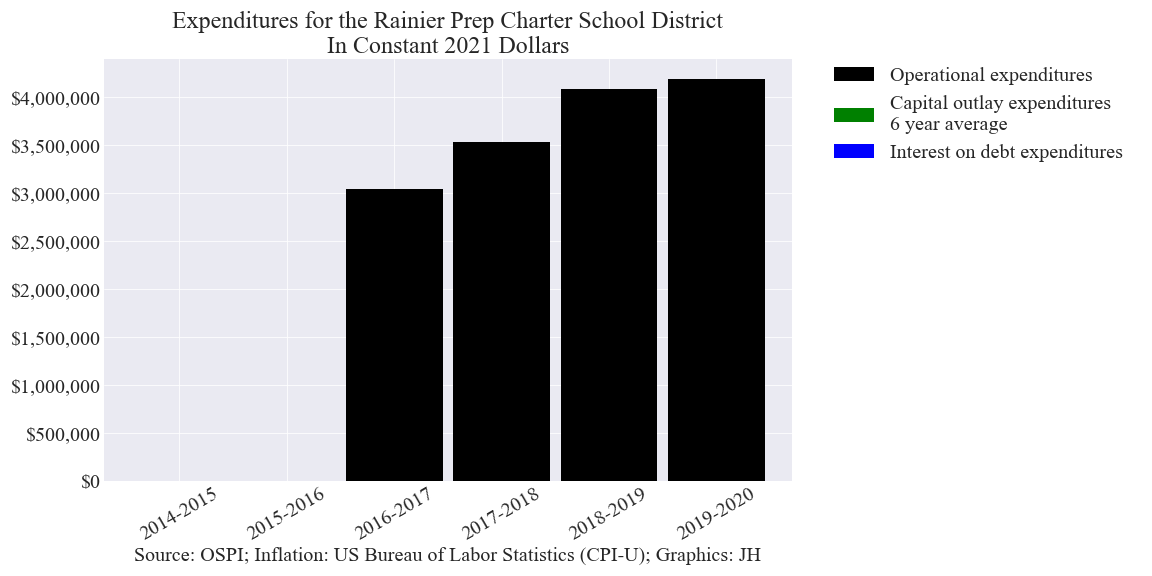 Expenditures for the Rainier Prep Charter School District
In Constant 2021 Dollars
Operational expenditures
Capital outlay expenditures
6 year average
Interest on debt expenditures
$4,000,000
$3,500,000
$3,000,000
$2,500,000
$2,000,000
$1,500,000
$1,000,000
$500,000
$0
2014-2015
2015-2016
2016-2017
2017-2018
2018-2019
2019-2020
Source: OSPI; Inflation: US Bureau of Labor Statistics (CPI-U); Graphics: JH